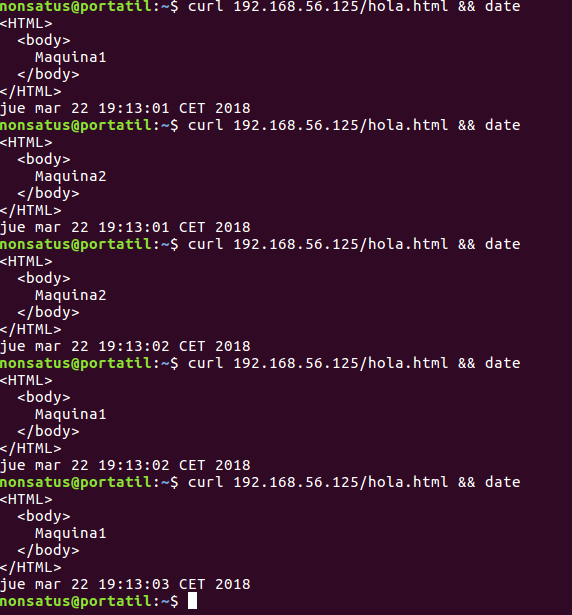 nonsatus@portatil:~$ curl 192.168.56.125/hola.html && date
<HTML>
  <body>
    Maquina1
  </body>
</HTML>
jue mar 22 19:13:01 CET 2018
nonsatus@portatil:~$ curl 192.168.56.125/hola.html && date
<HTML>
  <body>
    Maquina2
  </body>
</HTML>
jue mar 22 19:13:01 CET 2018
nonsatus@portatil:~$ curl 192.168.56.125/hola.html && date
<HTML>
  <body>
    Maquina2
  </body>
</HTML>
jue mar 22 19:13:02 CET 2018
nonsatus@portatil:~$ curl 192.168.56.125/hola.html && date
<HTML>
  <body>
    Maquina1
  </body>
</HTML>
jue mar 22 19:13:02 CET 2018
nonsatus@portatil:~$ curl 192.168.56.125/hola.html && date
<HTML>
  <body>
    Maquina1
  </body>
</HTML>
jue mar 22 19:13:03 CET 2018
nonsatus@portatil:~$